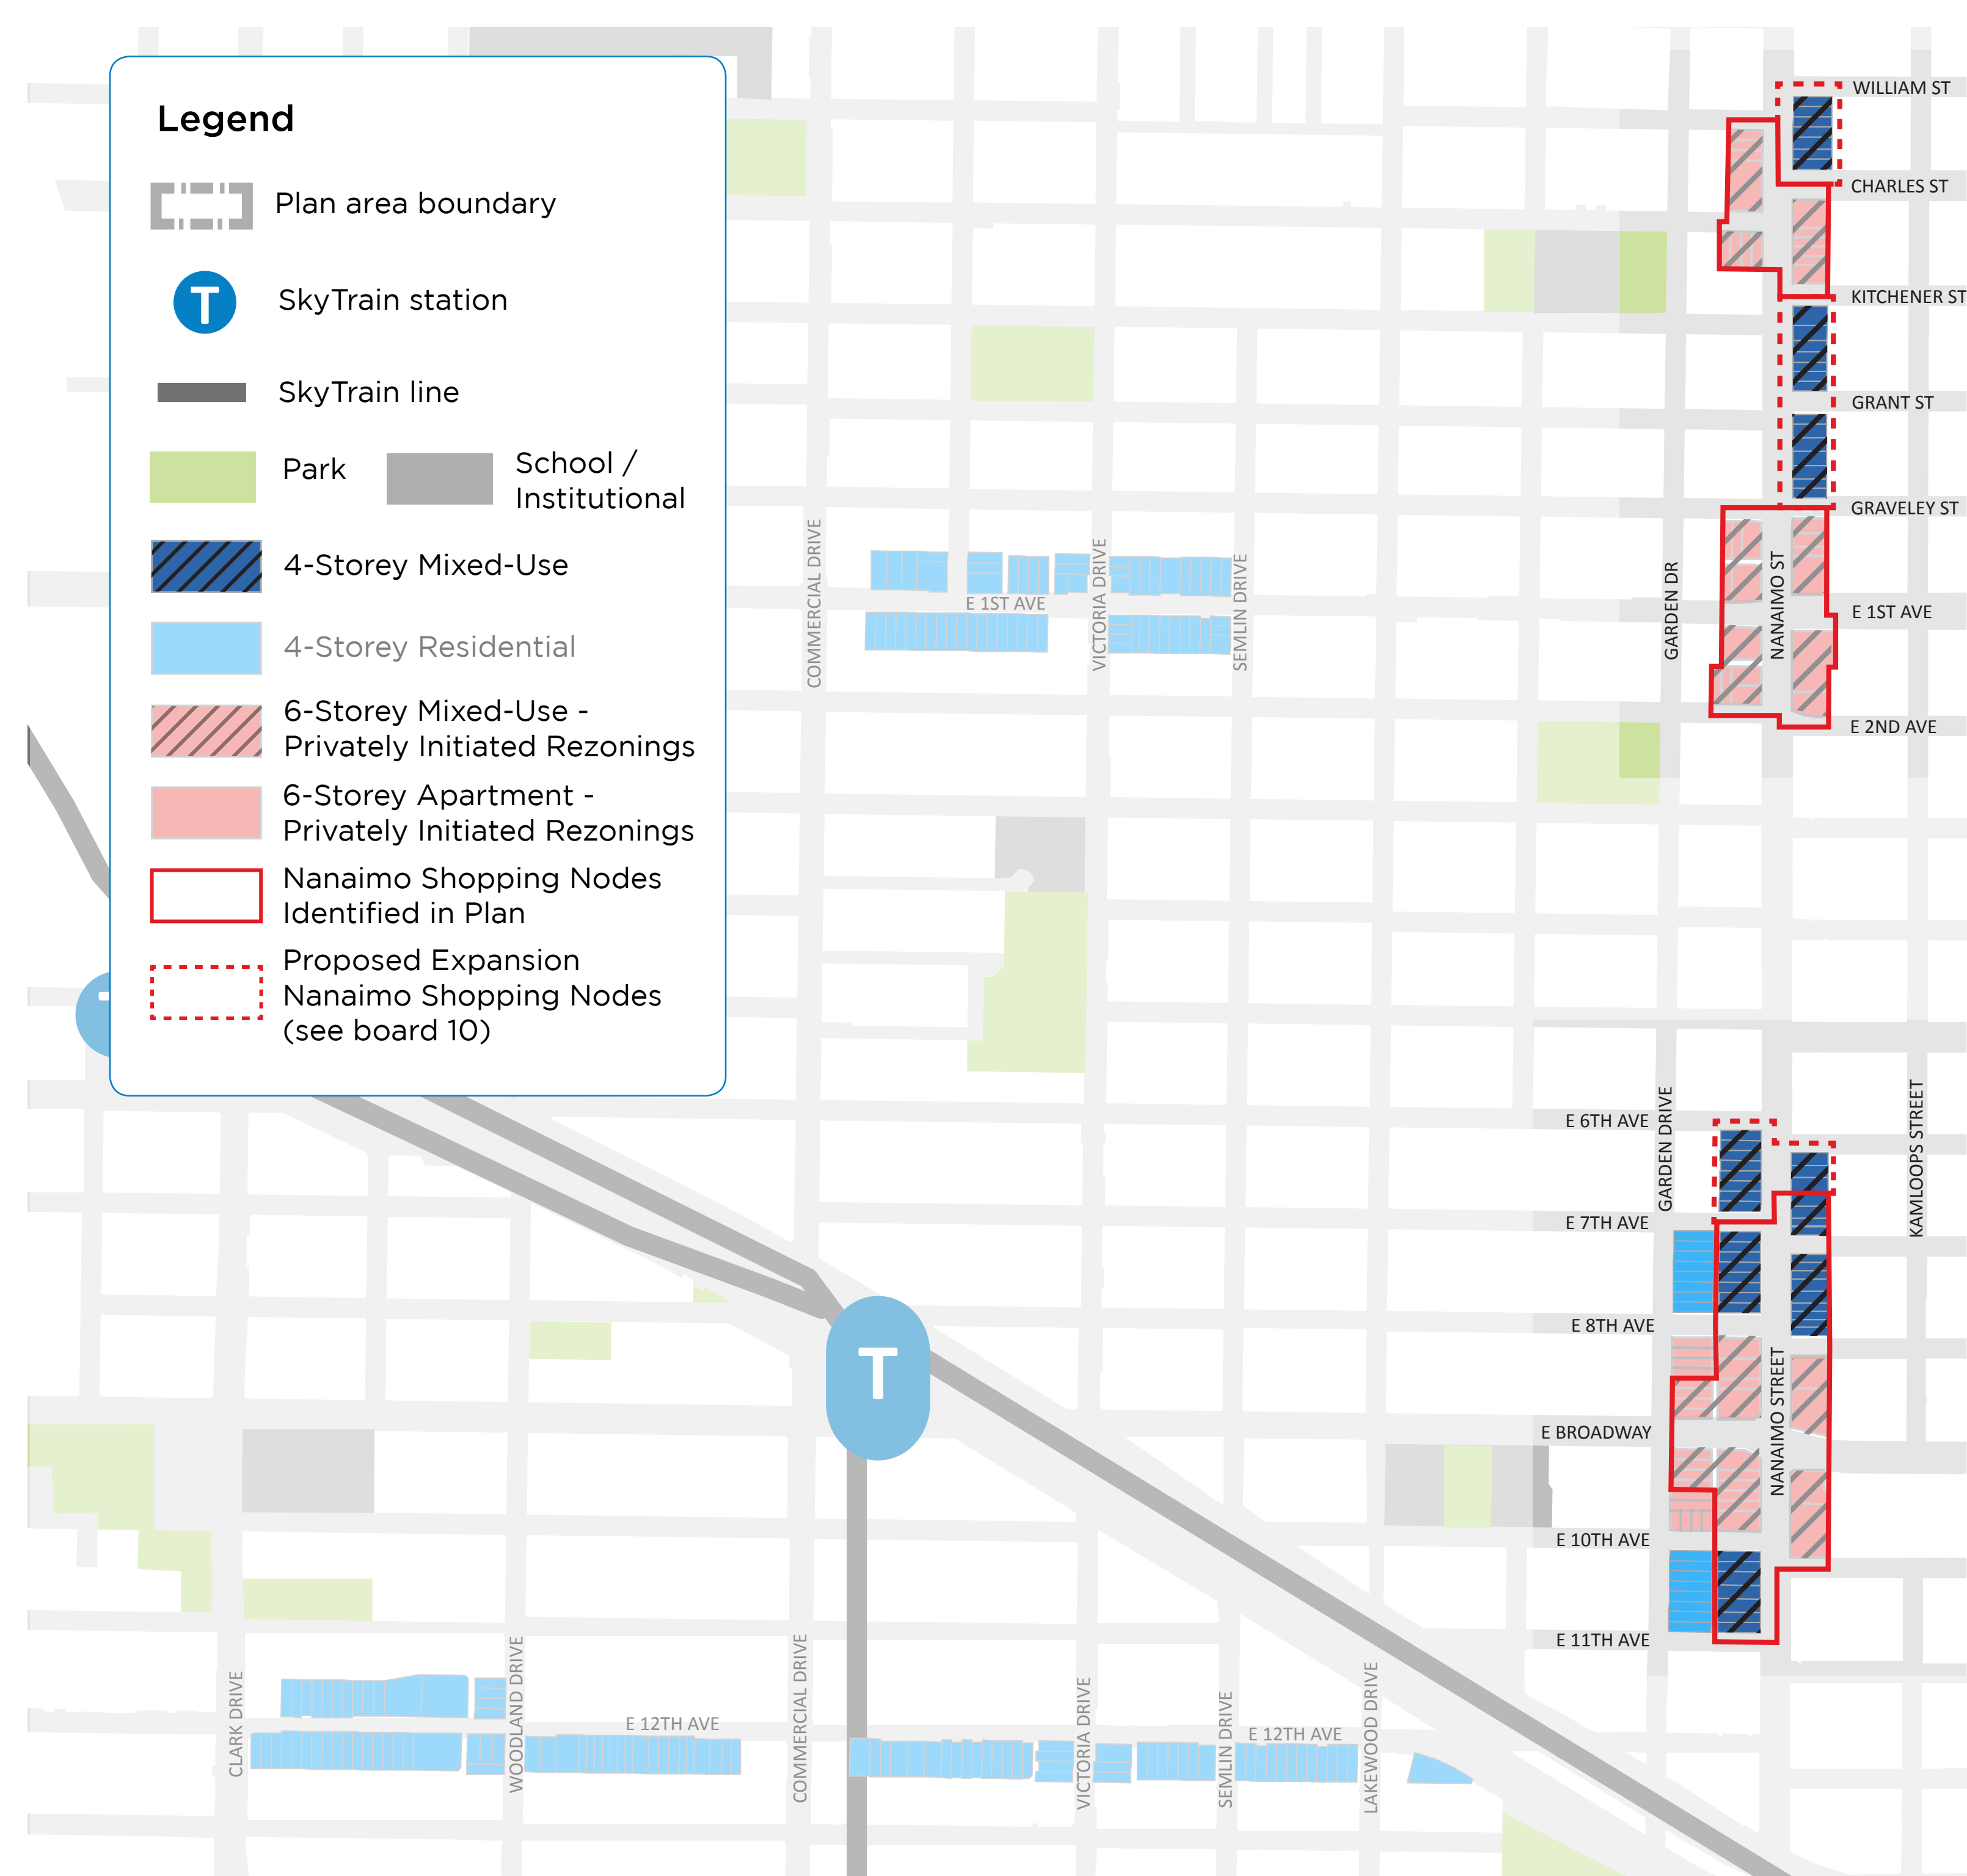 Legend
Plan area boundary
T
SkyTrain station
SkyTrain line
Park
School /
Institutional
4-Storey Mixed-Use
4-Storey Residential
6-Storey Mixed-Use -
Privately Initiated Rezonings
6-Storey Apartment -
Privately Initiated Rezonings
Nanaimo Shopping Nodes
Identified in Plan
Proposed Expansion
Nanaimo Shopping Nodes
(see board 10)
WILLIAM ST
CHARLES ST
KITCHENER ST
GRANT ST
GRAVELEY ST
E 1ST AVE
E 2ND AVE
GARDEN DR
NANAIMO ST
COMMERCIAL DRIVE
E 1ST AVE
VICTORIA DRIVE
SEMLIN DRIVE
E 6TH AVE
E 7TH AVE
E 8TH AVE
E BROADWAY
E 10TH AVE
E 11TH AVE
GARDEN DRIVE
NANAIMO STREET
KAMLOOPS STREET
T
CLARK DRIVE
WOODLAND DRIVE
E 12TH AVE
COMMERCIAL DRIVE
VICTORIA DRIVE
SEMLIN DRIVE
E 12TH AVE
LAKEWOOD DRIVE